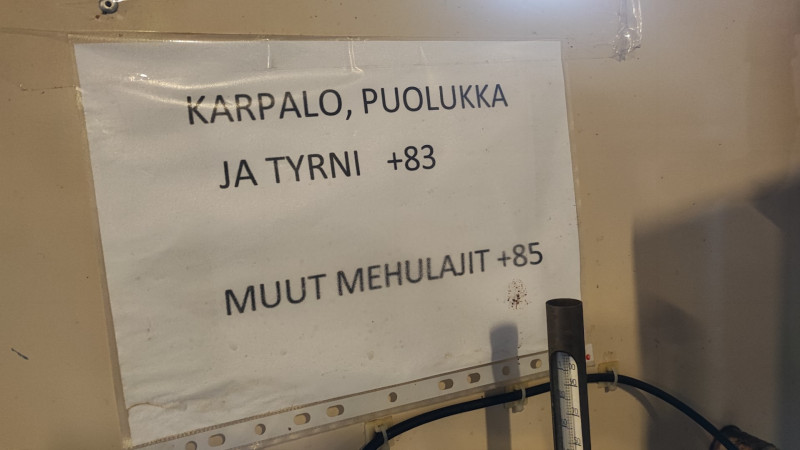 KARPALO, PUOLUKKA
JA TYRNI +83
MUUT MEHULAJIT +85